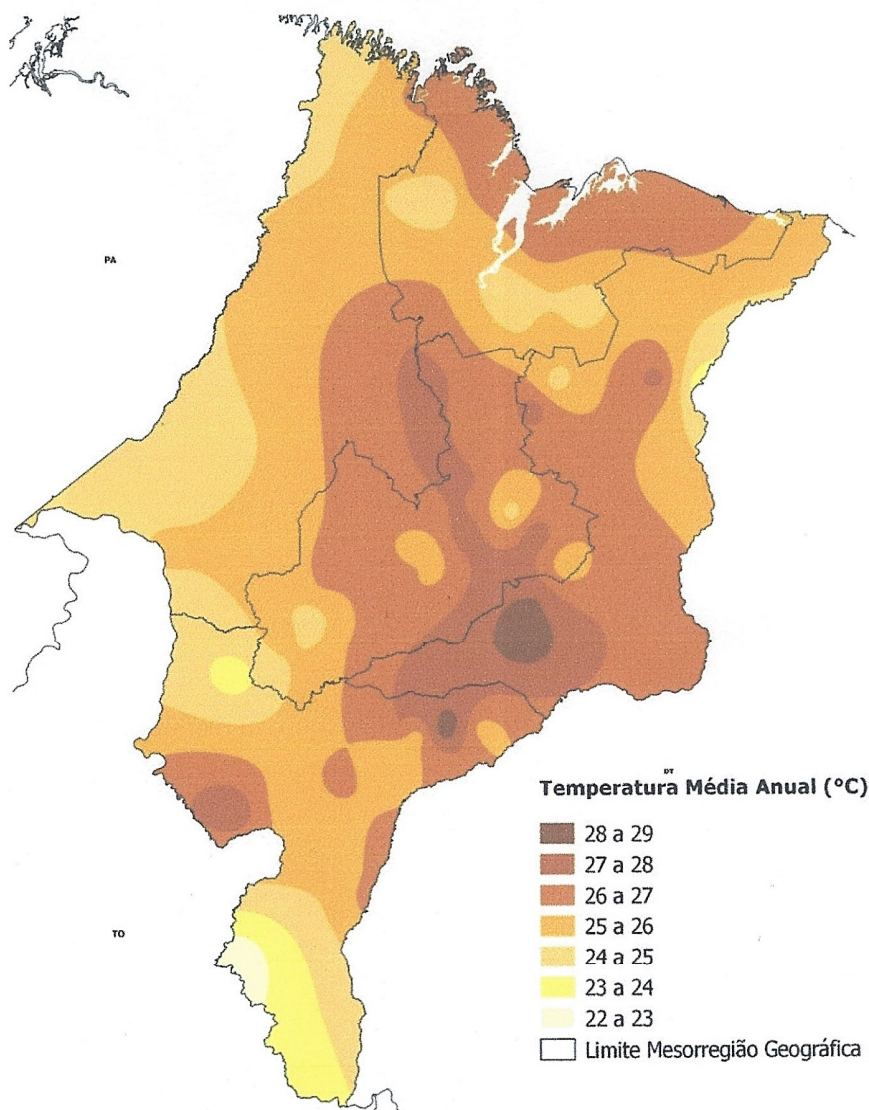 PA
DT
Temperatura Média Anual (°C)
28 a 29
27 a 28
26 a 27
25 a 26
24 a 25
TO
23 a 24
22 a 23
Limite Mesorregião Geográfica